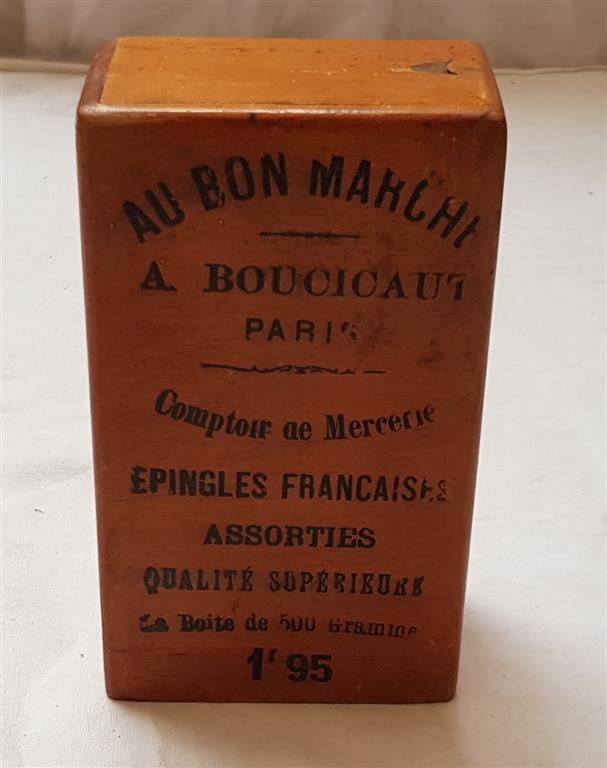 AU BON MARCHE
A. BOUCICAUT
PARIS
Comptoir de Mercerie
EPINGLES FRANCAISES
ASSORTIES
QUALITÉ SUPÉRIEURE
La Boite de 500 Gramme
1f 95